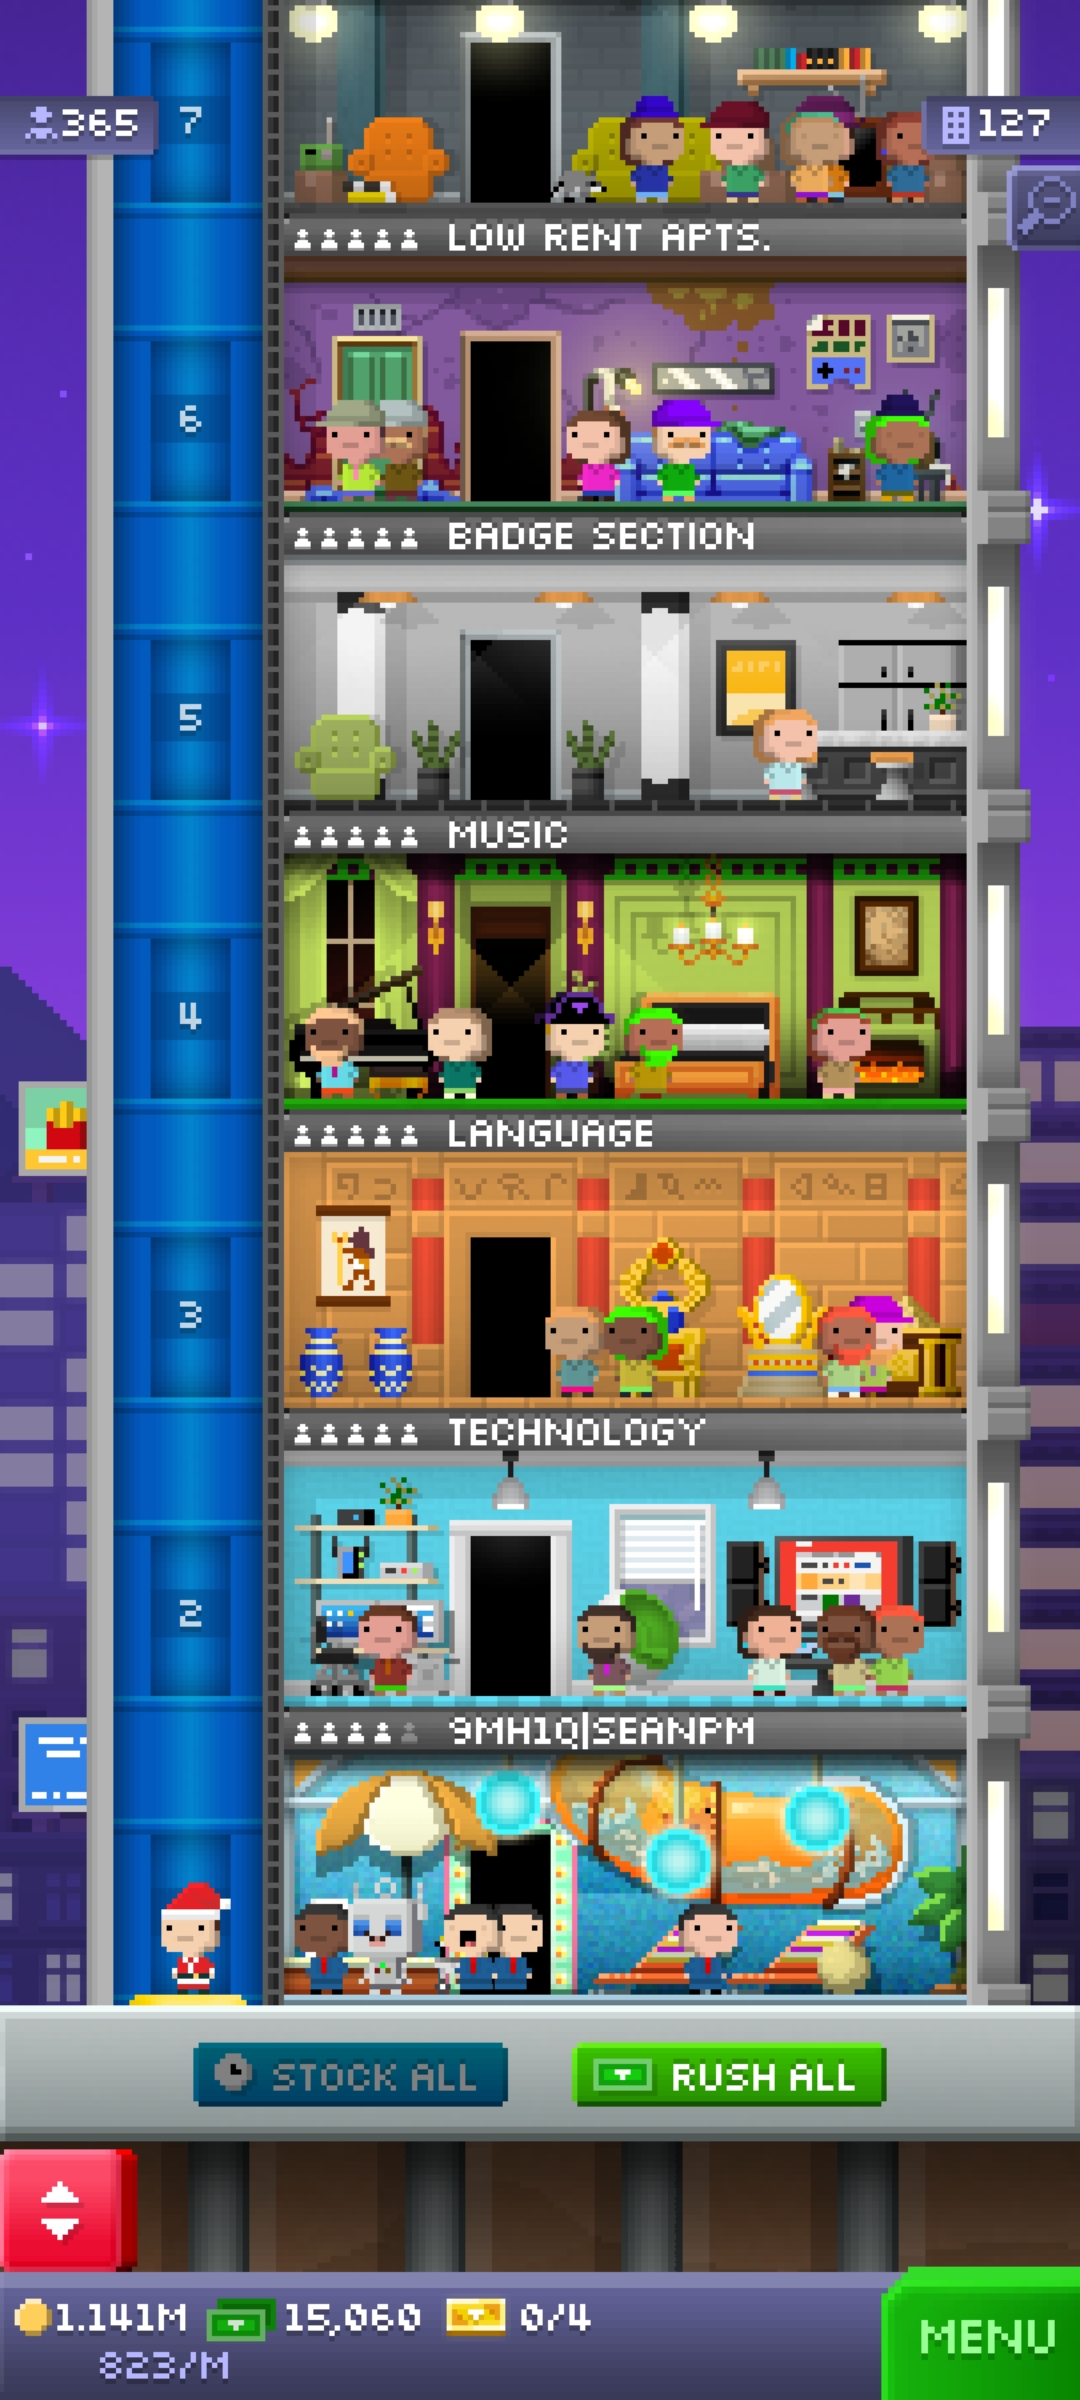 365
7
127
LOW RENT APTS.
6
BADGE SECTION
5
MUSIC
4
LANGUAGE
3
TECHNOLOGY
2
9MH1Q|SEANPM
STOCK ALL
RUSH ALL
1.141M
15,060
0/4
823/M
MENU